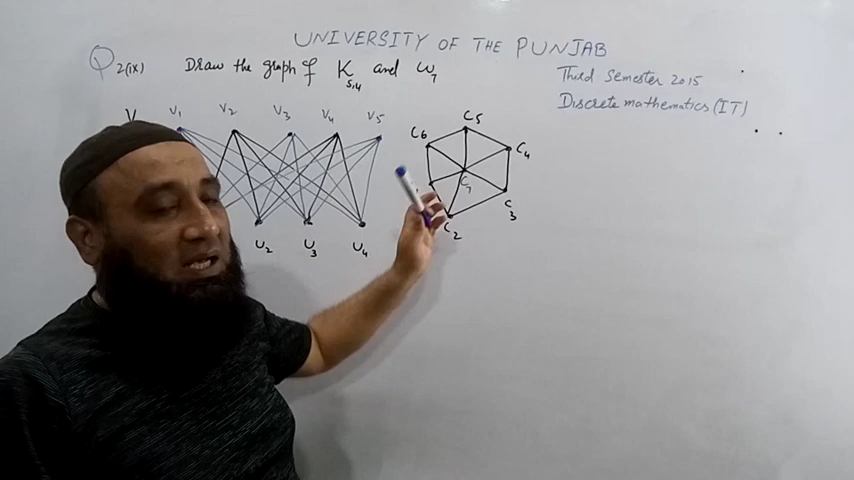 UNIVERSITY OF THE PUNJAB
Q 2(ix) Draw the graph of K5,4 and W7
Third Semester 2015
Discrete mathematics (IT)
V V1 V2 V3 V4 V5
U2 U3 U4
C6 C5 C4
C7
C2 C3